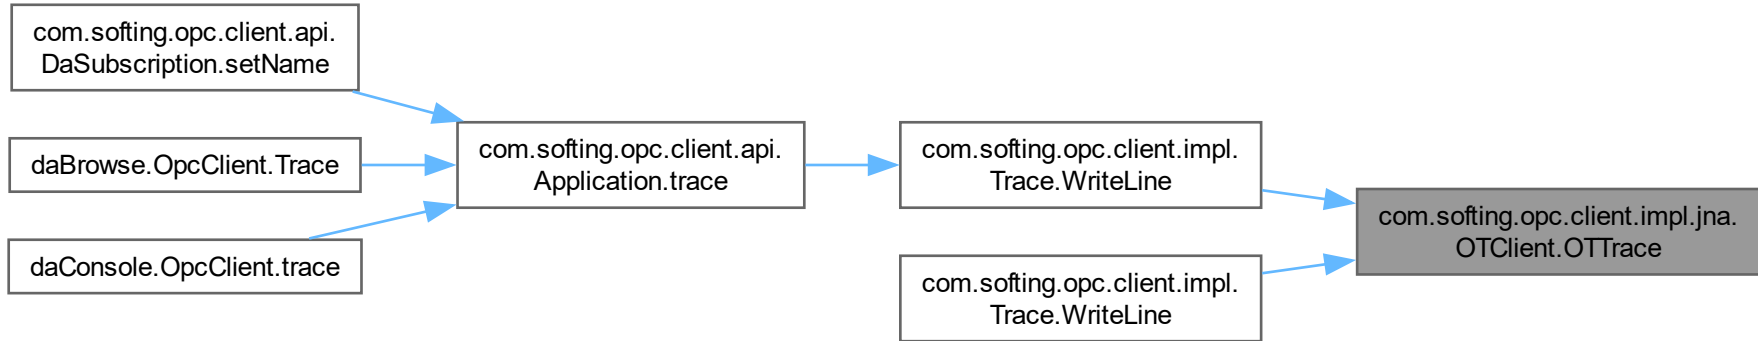 com.softing.opc.client.api.
DaSubscription.setName
daBrowse.OpcClient.Trace
daConsole.OpcClient.trace
com.softing.opc.client.api.
Application.trace
com.softing.opc.client.impl.
Trace.WriteLine
com.softing.opc.client.impl.
Trace.WriteLine
com.softing.opc.client.impl.jna.
OTClient.OTTrace